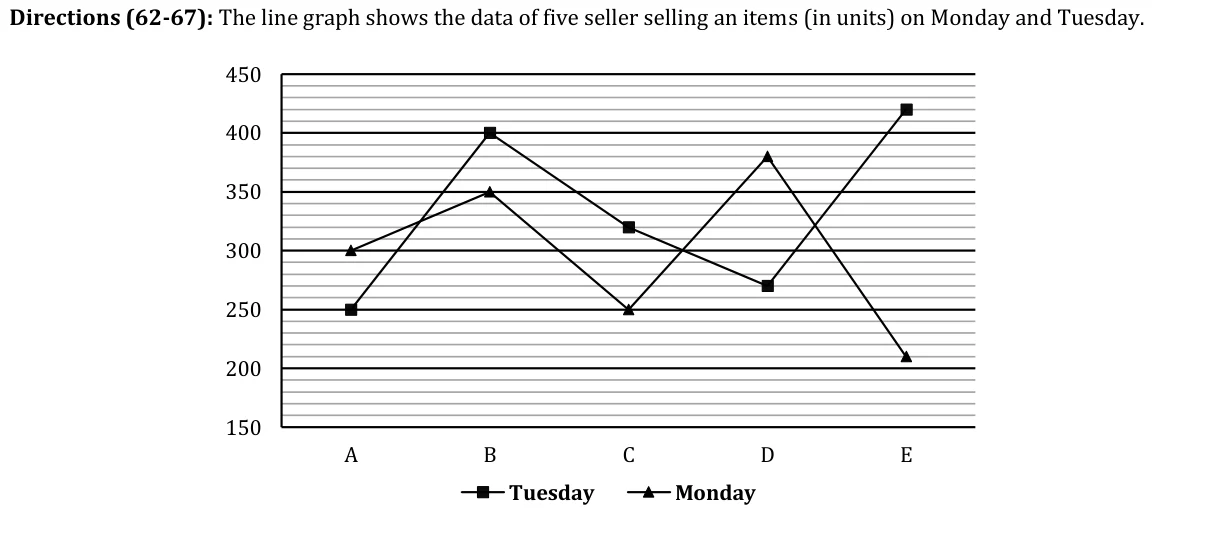 Directions (62-67): The line graph shows the data of five seller selling an items (in units) on Monday and Tuesday.
450
400
350
300
250
200
150
A B C D E
Tuesday Monday